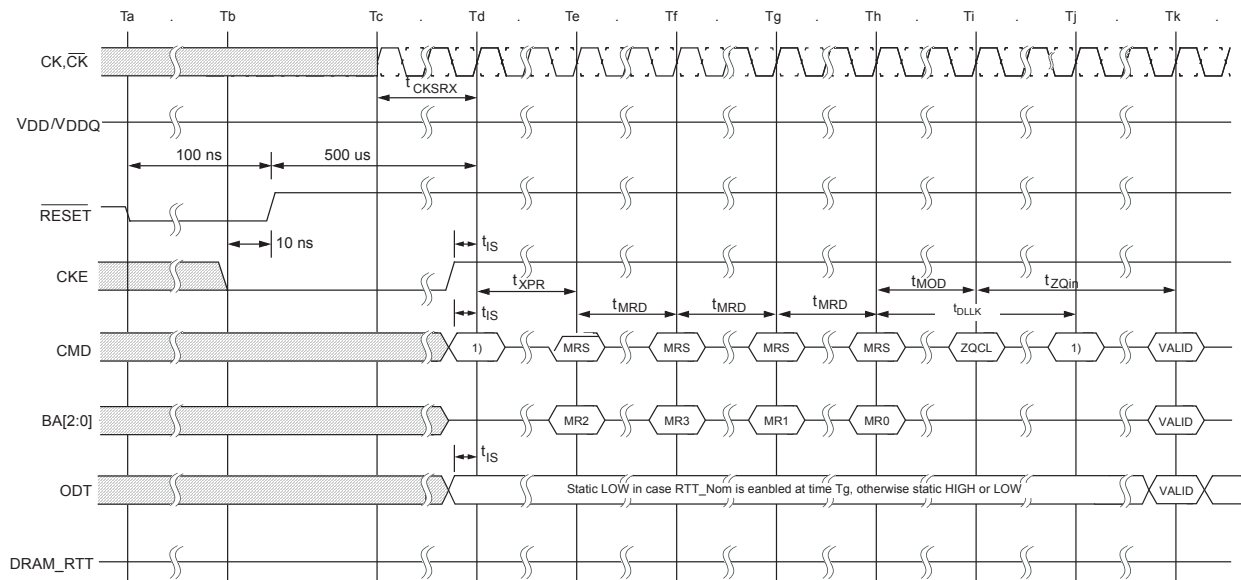 Ta . Tb Tc . Td . Te . Tf . Tg . Th . Ti . Tj . Tk .
CK,C̅K̅
tCKSRX
VDD/VDDQ
100 ns 500 us
R̅E̅S̅E̅T̅
10 ns tIS
CKE
tXPR tMOD tZQin
tMRD tMRD tMRD tDLLK
tIS
CMD 1) MRS MRS MRS MRS ZQCL 1) VALID
BA[2:0] MR2 MR3 MR1 MR0 VALID
tIS
ODT Static LOW in case RTT_Nom is eanbled at time Tg, otherwise static HIGH or LOW VALID
DRAM_RTT